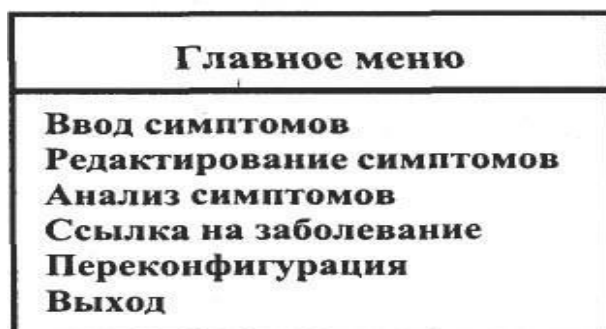 Главное меню
Ввод симптомов
Редактирование симптомов
Анализ симптомов
Ссылка на заболевание
Переконфигурация
Выход